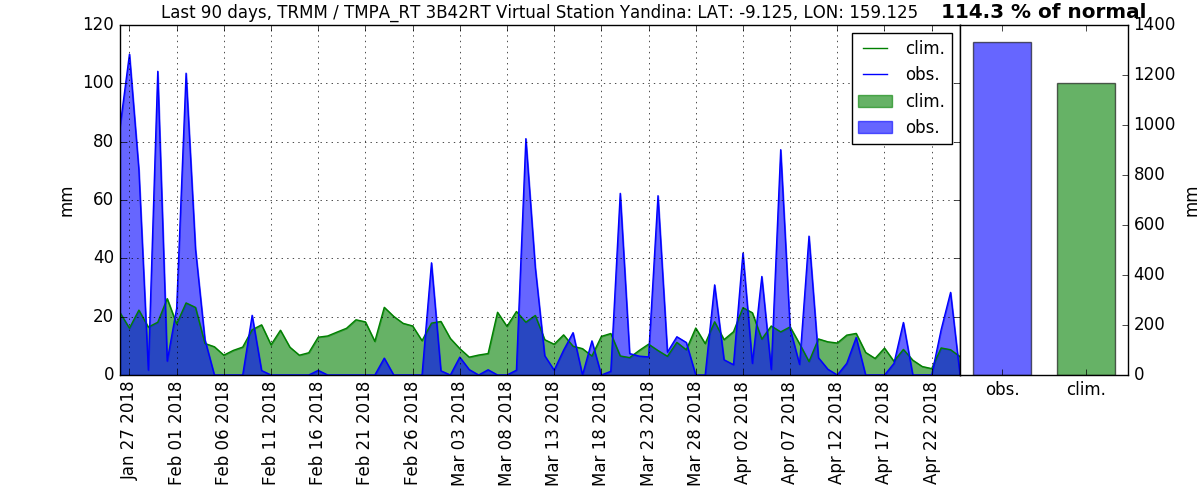 Last 90 days, TRMM / TMPA_RT 3B42RT Virtual Station Yandina: LAT: -9.125, LON: 159.125
114.3 % of normal
120
100
80
60
40
20
0
mm
clim.
obs.
clim.
obs.
Jan 27 2018
Feb 01 2018
Feb 06 2018
Feb 11 2018
Feb 16 2018
Feb 21 2018
Feb 26 2018
Mar 03 2018
Mar 08 2018
Mar 13 2018
Mar 18 2018
Mar 23 2018
Mar 28 2018
Apr 02 2018
Apr 07 2018
Apr 12 2018
Apr 17 2018
Apr 22 2018
1400
1200
1000
800
600
400
200
0
mm
obs.
clim.